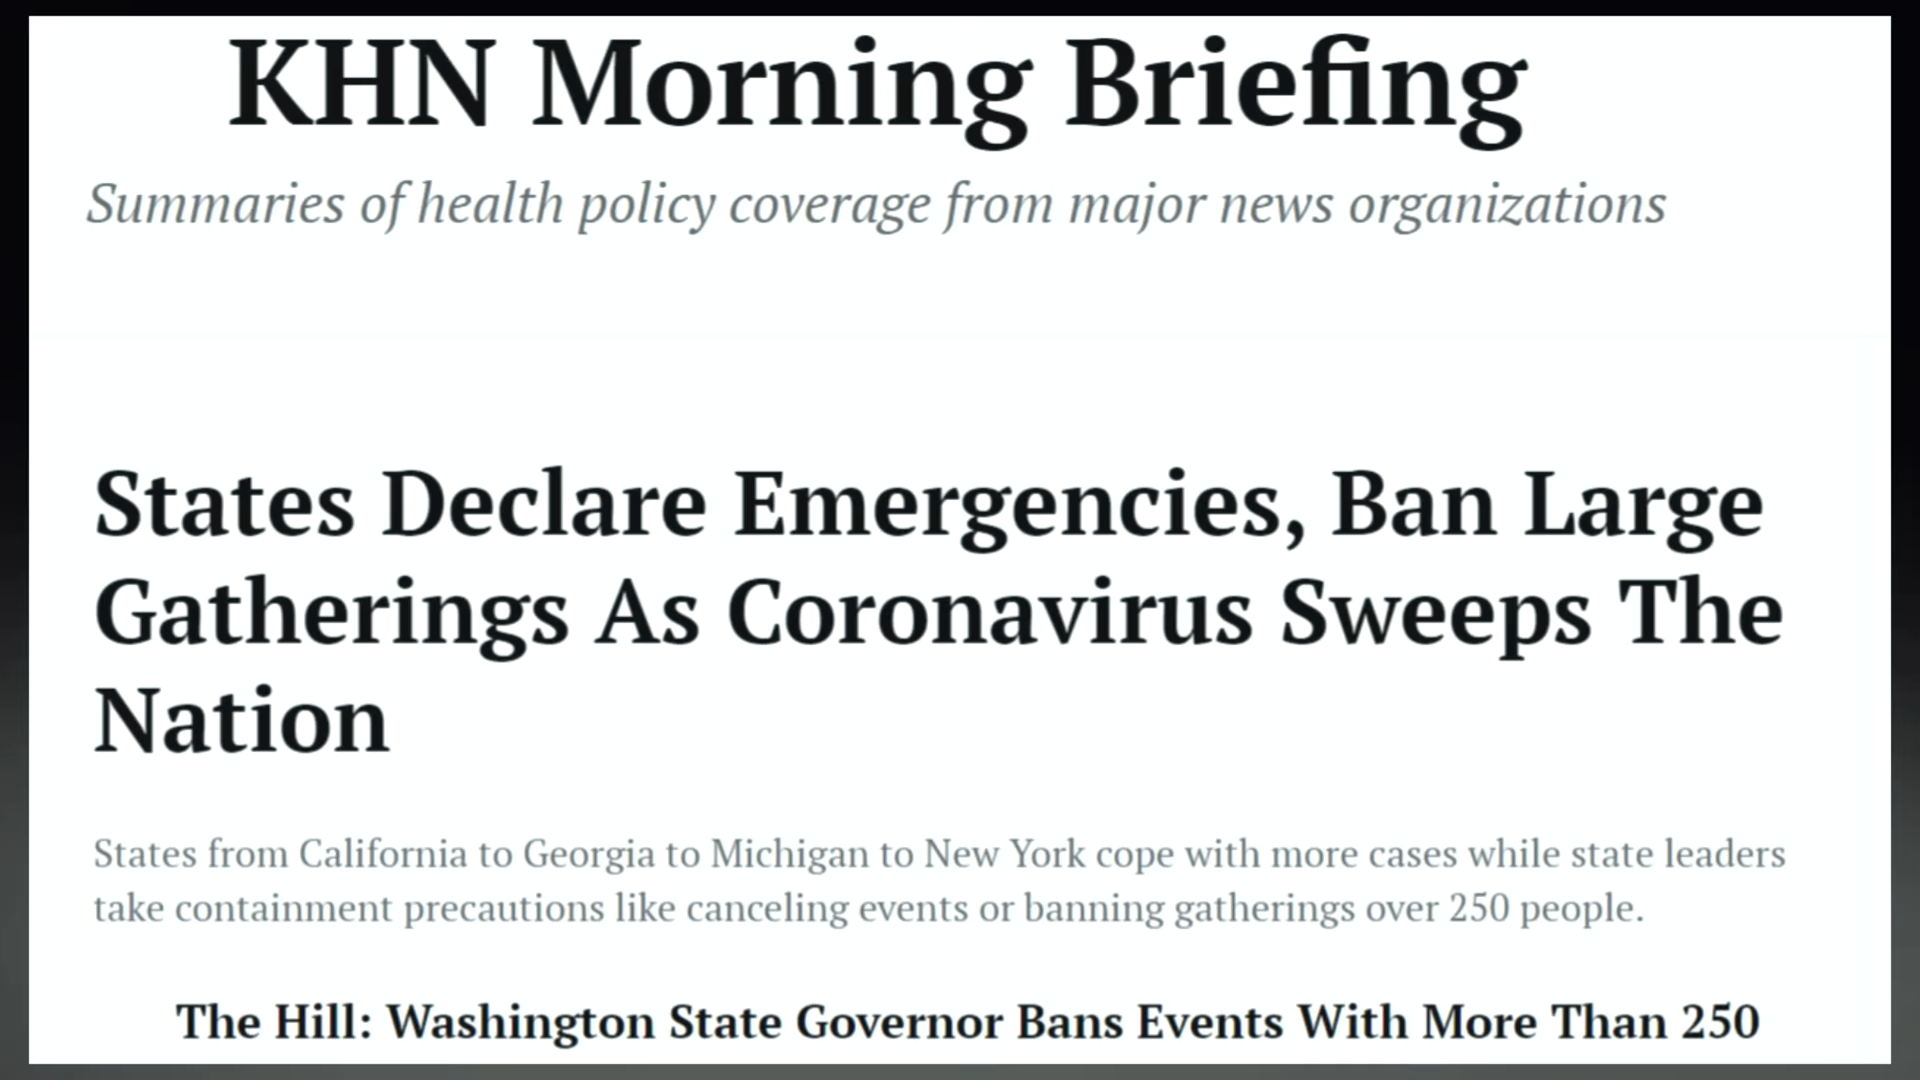 KHN Morning Briefing
Summaries of health policy coverage from major news organizations
States Declare Emergencies, Ban Large
Gatherings As Coronavirus Sweeps The
Nation
States from California to Georgia to Michigan to New York cope with more cases while state leaders
take containment precautions like canceling events or banning gatherings over 250 people.
The Hill: Washington State Governor Bans Events With More Than 250